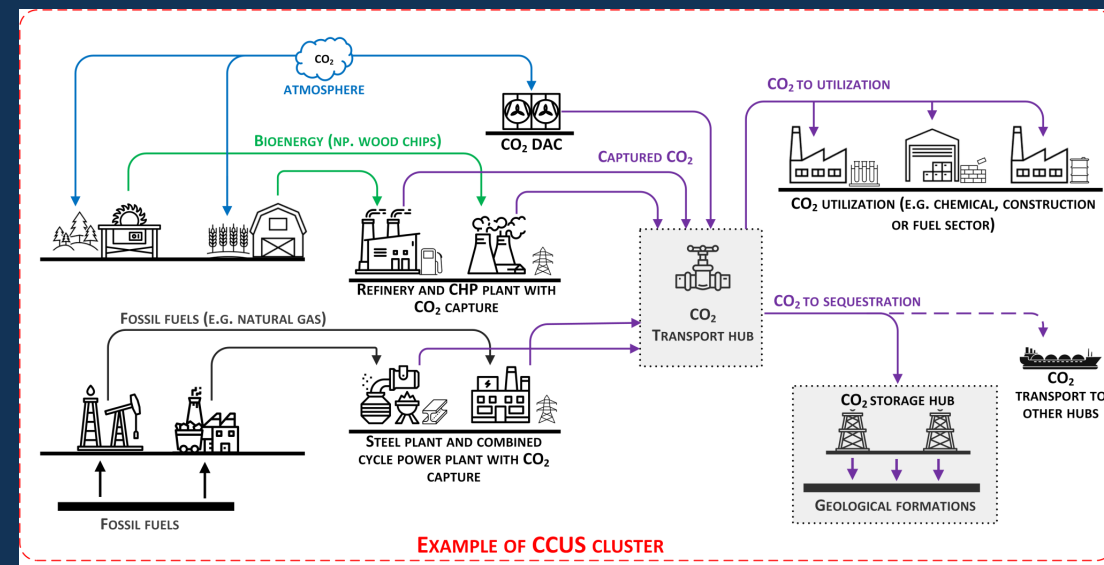 CO2
ATMOSPHERE
CO2 DAC
CO2 TO UTILIZATION
BIOENERGY (NP. WOOD CHIPS)
CAPTURED CO2
CO2 UTILIZATION (E.G. CHEMICAL, CONSTRUCTION
OR FUEL SECTOR)
REFINERY AND CHP PLANT WITH
CO2 CAPTURE
CO2
TRANSPORT HUB
CO2 TO SEQUESTRATION
FOSSIL FUELS (E.G. NATURAL GAS)
CO2
TRANSPORT TO
OTHER HUBS
CO2 STORAGE HUB
STEEL PLANT AND COMBINED
CYCLE POWER PLANT WITH CO2
CAPTURE
GEOLOGICAL FORMATIONS
FOSSIL FUELS
EXAMPLE OF CCUS CLUSTER